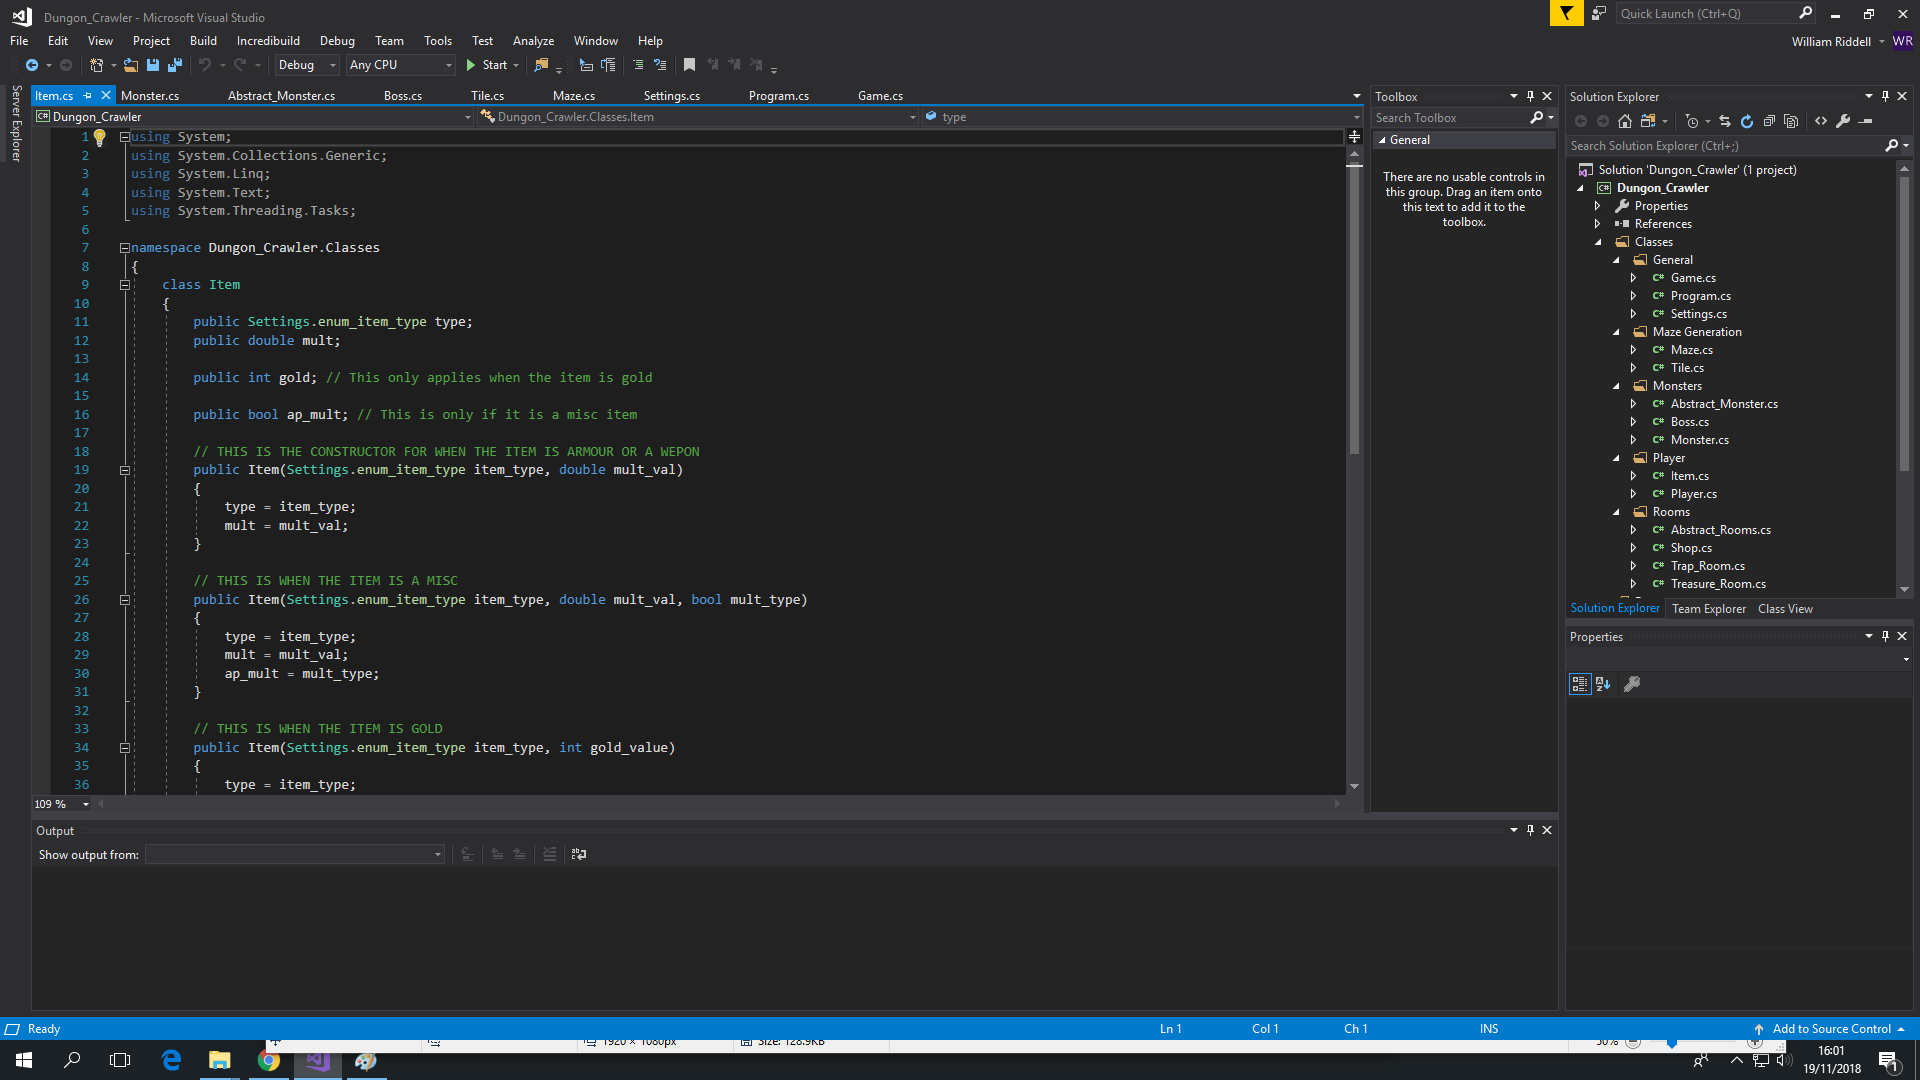 Dungon_Crawler - Microsoft Visual Studio
Quick Launch (Ctrl+Q)
File Edit View Project Build Incredibuild Debug Team Tools Test Analyze Window Help
William Riddell WR
Debug Any CPU Start
Server Explorer
Item.cs Monster.cs Abstract_Monster.cs Boss.cs Tile.cs Maze.cs Settings.cs Program.cs Game.cs
Dungon_Crawler Dungon_Crawler.Classes.Item type
1 using System;
2 using System.Collections.Generic;
3 using System.Linq;
4 using System.Text;
5 using System.Threading.Tasks;
6
7 namespace Dungon_Crawler.Classes
8 {
9 class Item
10 {
11 public Settings.enum_item_type type;
12 public double mult;
13
14 public int gold; // This only applies when the item is gold
15
16 public bool ap_mult; // This is only if it is a misc item
17
18 // THIS IS THE CONSTRUCTOR FOR WHEN THE ITEM IS ARMOUR OR A WEPON
19 public Item(Settings.enum_item_type item_type, double mult_val)
20 {
21 type = item_type;
22 mult = mult_val;
23 }
24
25 // THIS IS WHEN THE ITEM IS A MISC
26 public Item(Settings.enum_item_type item_type, double mult_val, bool mult_type)
27 {
28 type = item_type;
29 mult = mult_val;
30 ap_mult = mult_type;
31 }
32
33 // THIS IS WHEN THE ITEM IS GOLD
34 public Item(Settings.enum_item_type item_type, int gold_value)
35 {
36 type = item_type;
109 %
Toolbox
Search Toolbox
General
There are no usable controls in
this group. Drag an item onto
this text to add it to the
toolbox.
Solution Explorer
Search Solution Explorer (Ctrl+;)
Solution 'Dungon_Crawler' (1 project)
C# Dungon_Crawler
Properties
References
Classes
General
C# Game.cs
C# Program.cs
C# Settings.cs
Maze Generation
C# Maze.cs
C# Tile.cs
Monsters
C# Abstract_Monster.cs
C# Boss.cs
C# Monster.cs
Player
C# Item.cs
C# Player.cs
Rooms
C# Abstract_Rooms.cs
C# Shop.cs
C# Trap_Room.cs
C# Treasure_Room.cs
Solution Explorer Team Explorer Class View
Properties
Output
Show output from:
Ready Ln 1 Col 1 Ch 1 INS Add to Source Control
1920 × 1080px Size: 128.9KB 50%
16:01
19/11/2018
1